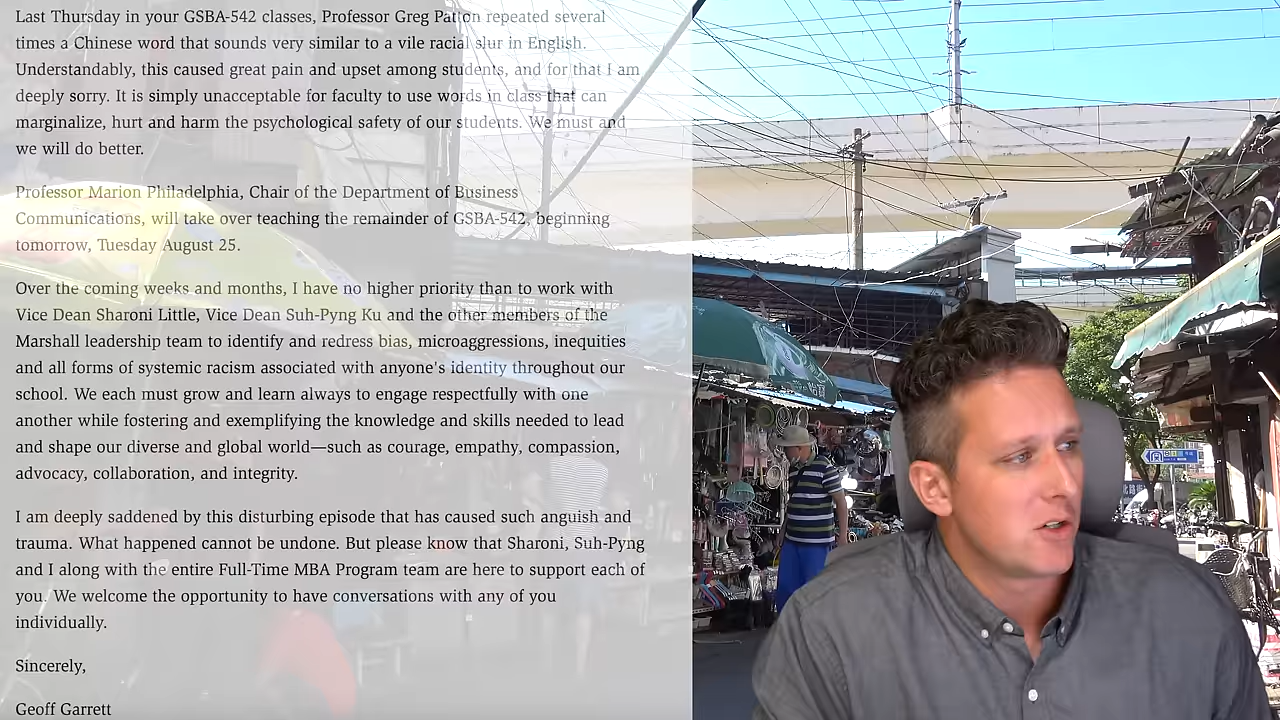 Last Thursday in your GSBA-542 classes, Professor Greg Patton repeated several
times a Chinese word that sounds very similar to a vile racial slur in English.
Understandably, this caused great pain and upset among students, and for that I am
deeply sorry. It is simply unacceptable for faculty to use words in class that can
marginalize, hurt and harm the psychological safety of our students. We must and
we will do better.
Professor Marion Philadelphia, Chair of the Department of Business
Communications, will take over teaching the remainder of GSBA-542, beginning
tomorrow, Tuesday August 25.
Over the coming weeks and months, I have no higher priority than to work with
Vice Dean Sharoni Little, Vice Dean Suh-Pyng Ku and the other members of the
Marshall leadership team to identify and redress bias, microaggressions, inequities
and all forms of systemic racism associated with anyone's identity throughout our
school. We each must grow and learn always to engage respectfully with one
another while fostering and exemplifying the knowledge and skills needed to lead
and shape our diverse and global world—such as courage, empathy, compassion,
advocacy, collaboration, and integrity.
I am deeply saddened by this disturbing episode that has caused such anguish and
trauma. What happened cannot be undone. But please know that Sharoni, Suh-Pyng
and I along with the entire Full-Time MBA Program team are here to support each of
you. We welcome the opportunity to have conversations with any of you
individually.
Sincerely,
Geoff Garrett